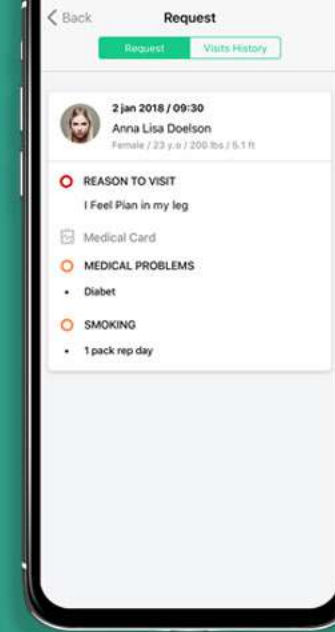 Back
Request
Request
Visits History
2 jan 2018 / 09:30
Anna Lisa Doelson
Female / 23 y.o / 200 lbs / 5.1 ft
REASON TO VISIT
I Feel Pian in my leg
Medical Card
MEDICAL PROBLEMS
• Diabet
SMOKING
• 1 pack rep day